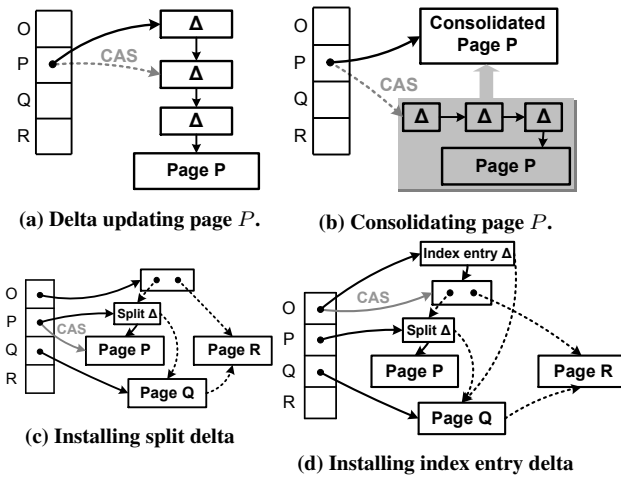 O
P
Q
R
CAS
Δ
Δ
Δ
Page P
(a) Delta updating page P.
O
P
Q
R
CAS
Consolidated
Page P
Δ
Δ
Δ
Page P
(b) Consolidating page P.
O
P
Q
R
CAS
Split Δ
Page P
Page R
Page Q
(c) Installing split delta
O
P
Q
R
CAS
Index entry Δ
Split Δ
Page P
Page R
Page Q
(d) Installing index entry delta